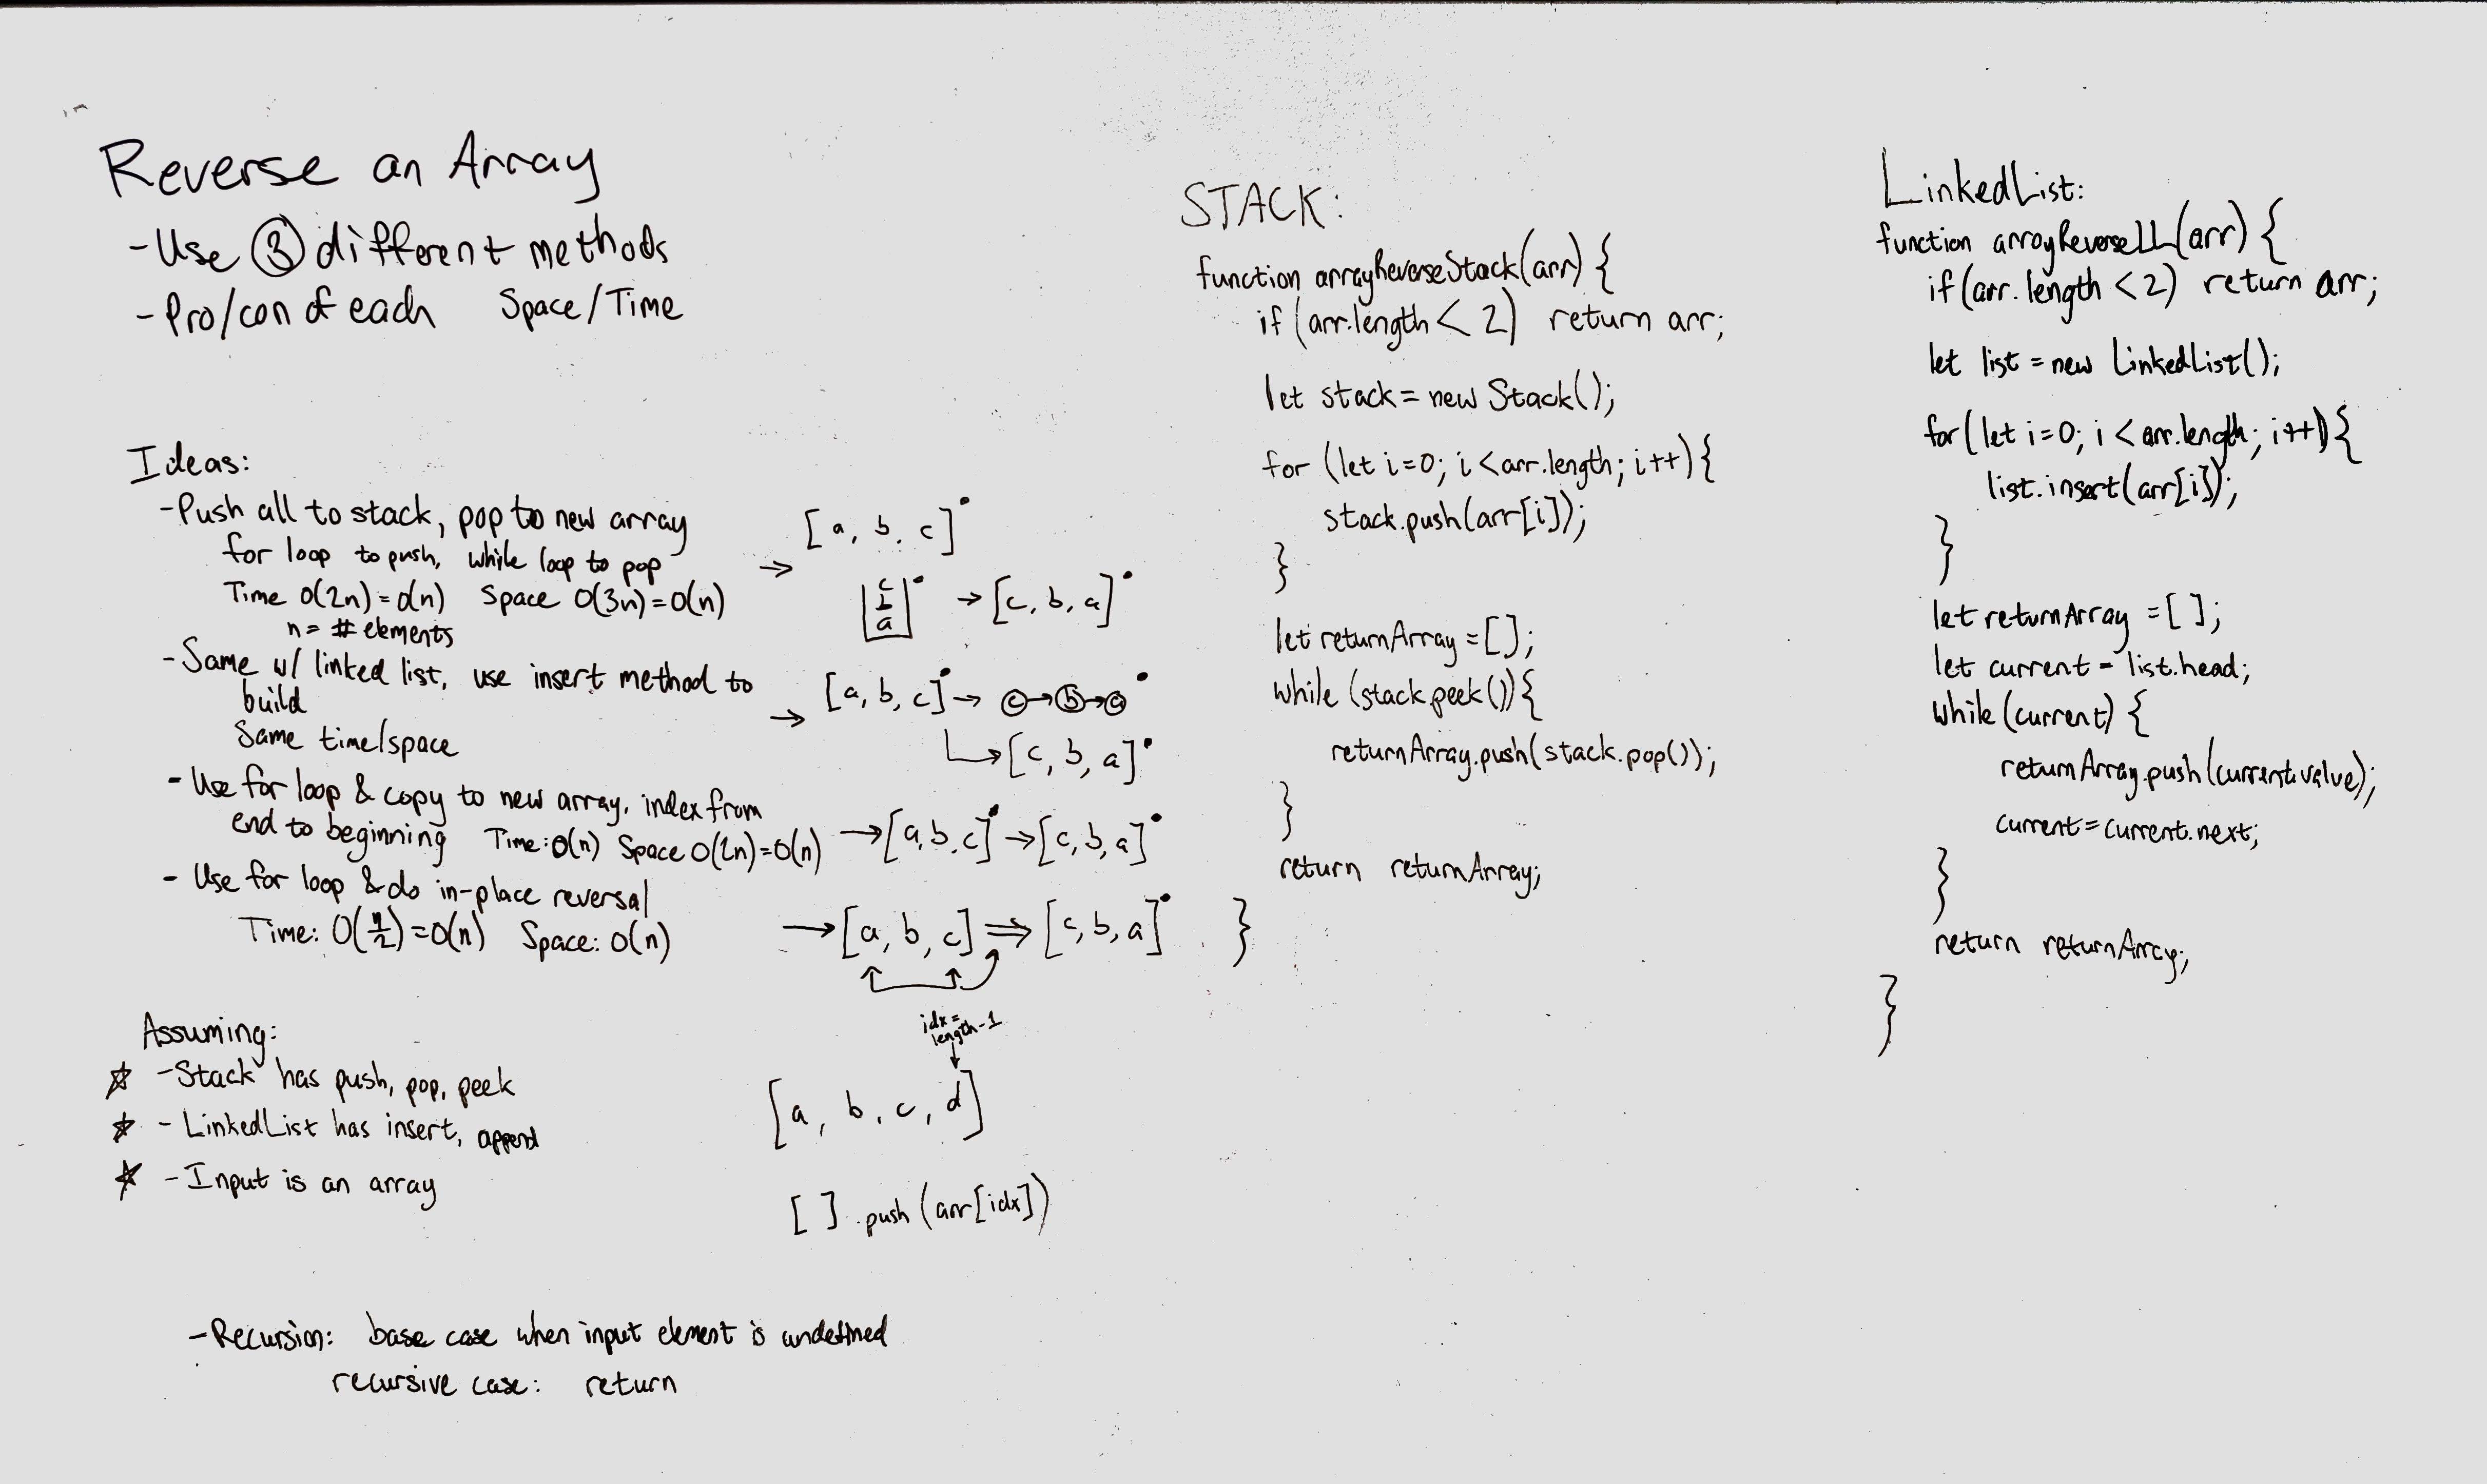 Reverse an Array
-Use ③ different methods
-Pro/con of each Space/Time
Ideas:
-Push all to stack, pop to new array
for loop to push, while loop to pop
Time O(2n)=O(n) Space O(3n)=O(n)
n = # elements
-Same w/ linked list, use insert method to
build
Same time/space
- Use for loop & copy to new array, index from
end to beginning Time: O(n) Space O(2n)=O(n)
- Use for loop & do in-place reversal
Time: O(n/2)=O(n) Space: O(n)
→ [a, b, c]
c
b
a
→ [c, b, a]
→ [a, b, c] → c→b→a
→ [c, b, a]
→ [a, b, c] → [c, b, a]
→ [a, b, c] ⇒ [c, b, a]
Assuming:
☆ -Stack has push, pop, peek
☆ - LinkedList has insert, append
☆ - Input is an array
idx=
length-1
[a, b, c, d]
[ ].push(arr[idx])
-Recursion: base case when input element is undefined
recursive case: return
STACK:
function arrayReverseStack(arr) {
if (arr.length < 2) return arr;
let stack = new Stack();
for (let i=0; i<arr.length; i++){
stack.push(arr[i]);
}
let returnArray = [];
while (stack.peek()){
returnArray.push(stack.pop());
}
return returnArray;
}
LinkedList:
function arrayReverseLL(arr) {
if (arr.length < 2) return arr;
let list = new LinkedList();
for (let i=0; i < arr.length; i++){
list.insert(arr[i]);
}
let returnArray = [ ];
let current = list.head;
while (current) {
returnArray.push(current.value);
current = current.next;
}
return returnArray;
}